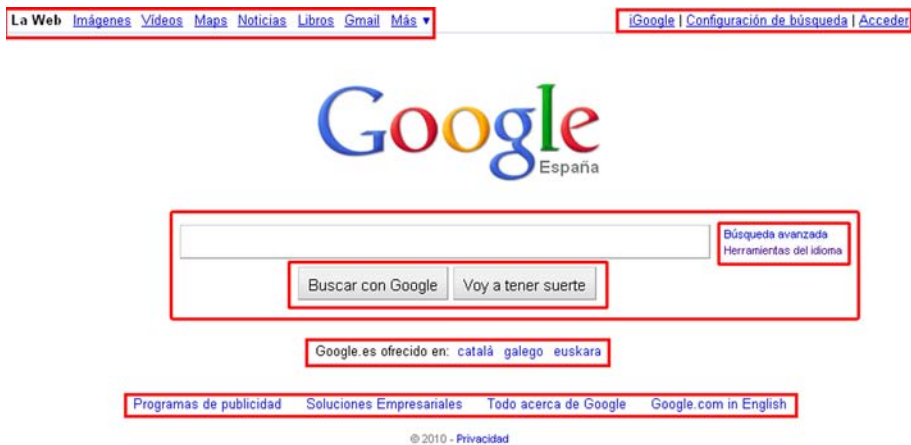 La Web Imágenes Vídeos Maps Noticias Libros Gmail Más ▼ iGoogle | Configuración de búsqueda | Acceder
Google
España
Búsqueda avanzada
Herramientas del idioma
Buscar con Google Voy a tener suerte
Google.es ofrecido en: català galego euskara
Programas de publicidad Soluciones Empresariales Todo acerca de Google Google.com in English
© 2010 - Privacidad